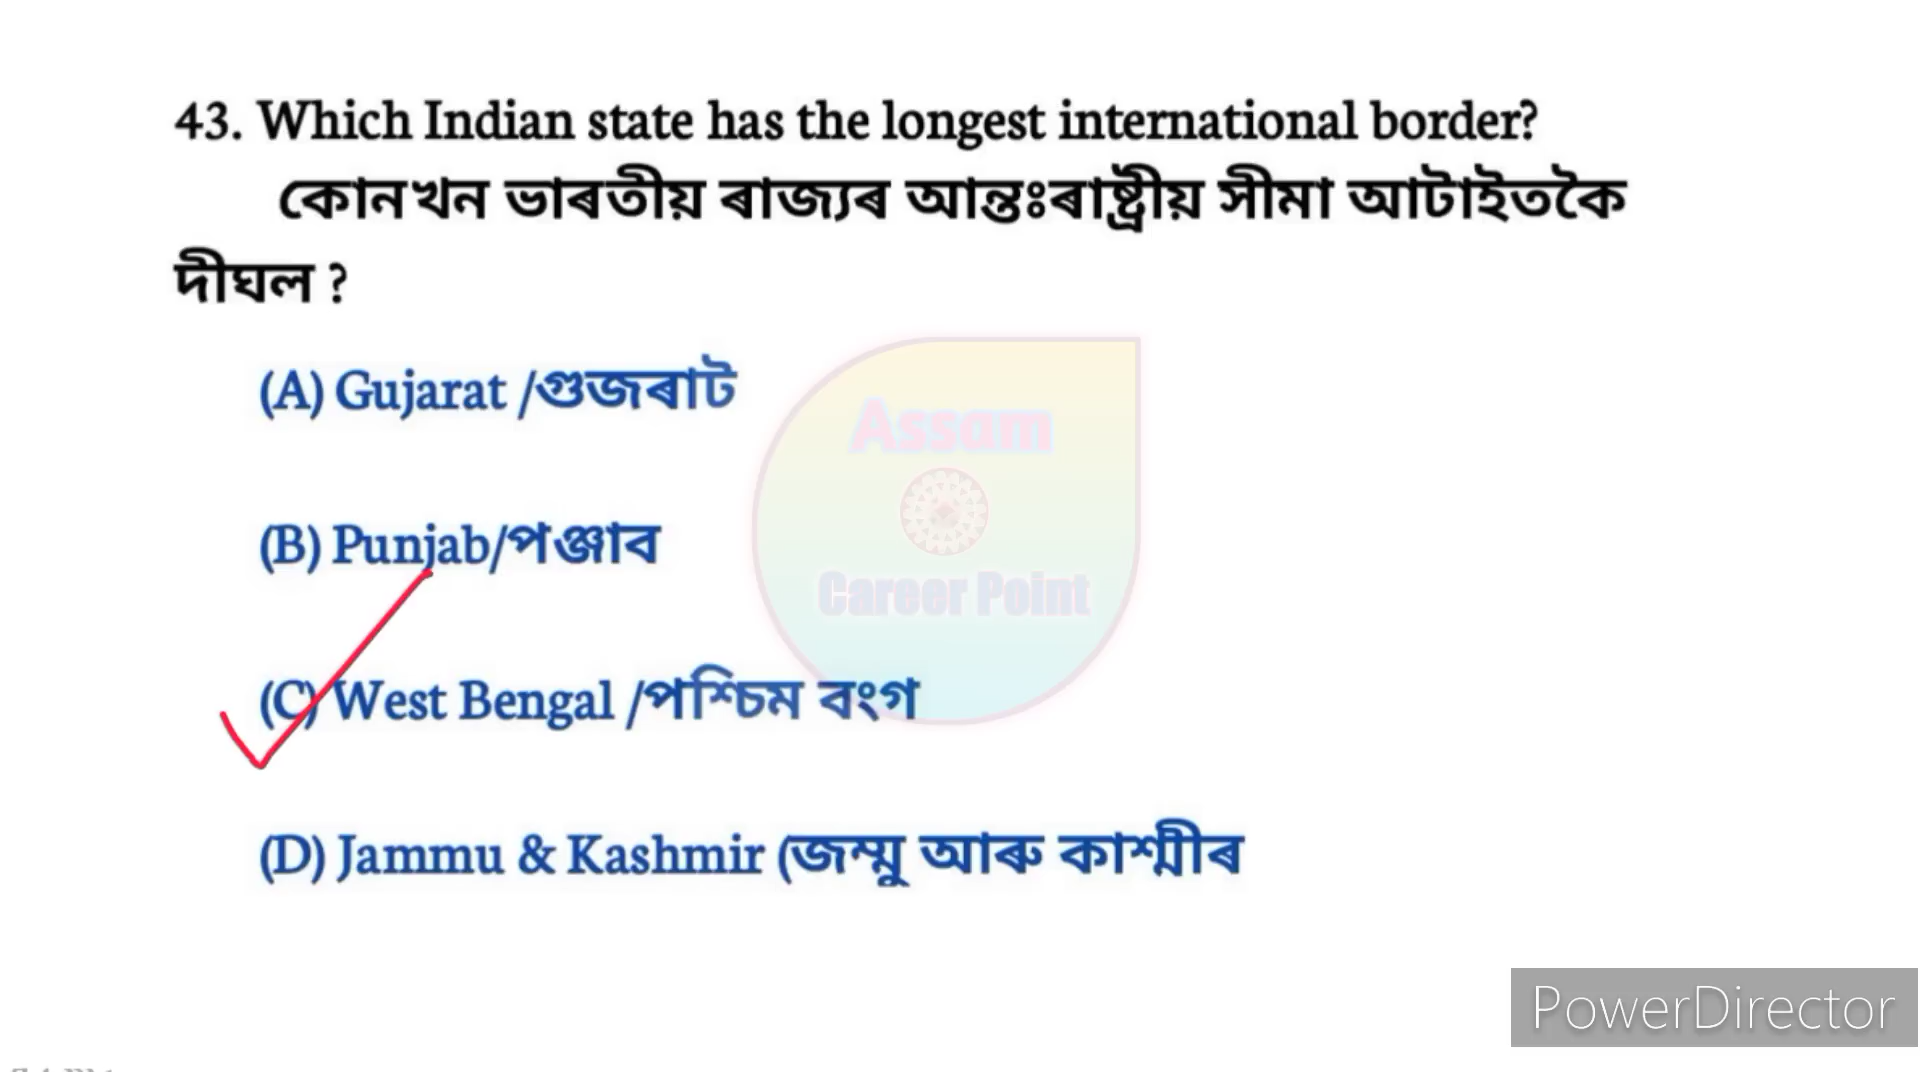 43. Which Indian state has the longest international border?
কোনখন ভাৰতীয় ৰাজ্যৰ আন্তঃৰাষ্ট্ৰীয় সীমা আটাইতকৈ
দীঘল ?
(A) Gujarat /গুজৰাট
Assam
(B) Punjab/পঞ্জাব
Career Point
(C) West Bengal /পশ্চিম বংগ
(D) Jammu & Kashmir (জম্মু আৰু কাশ্মীৰ
PowerDirector